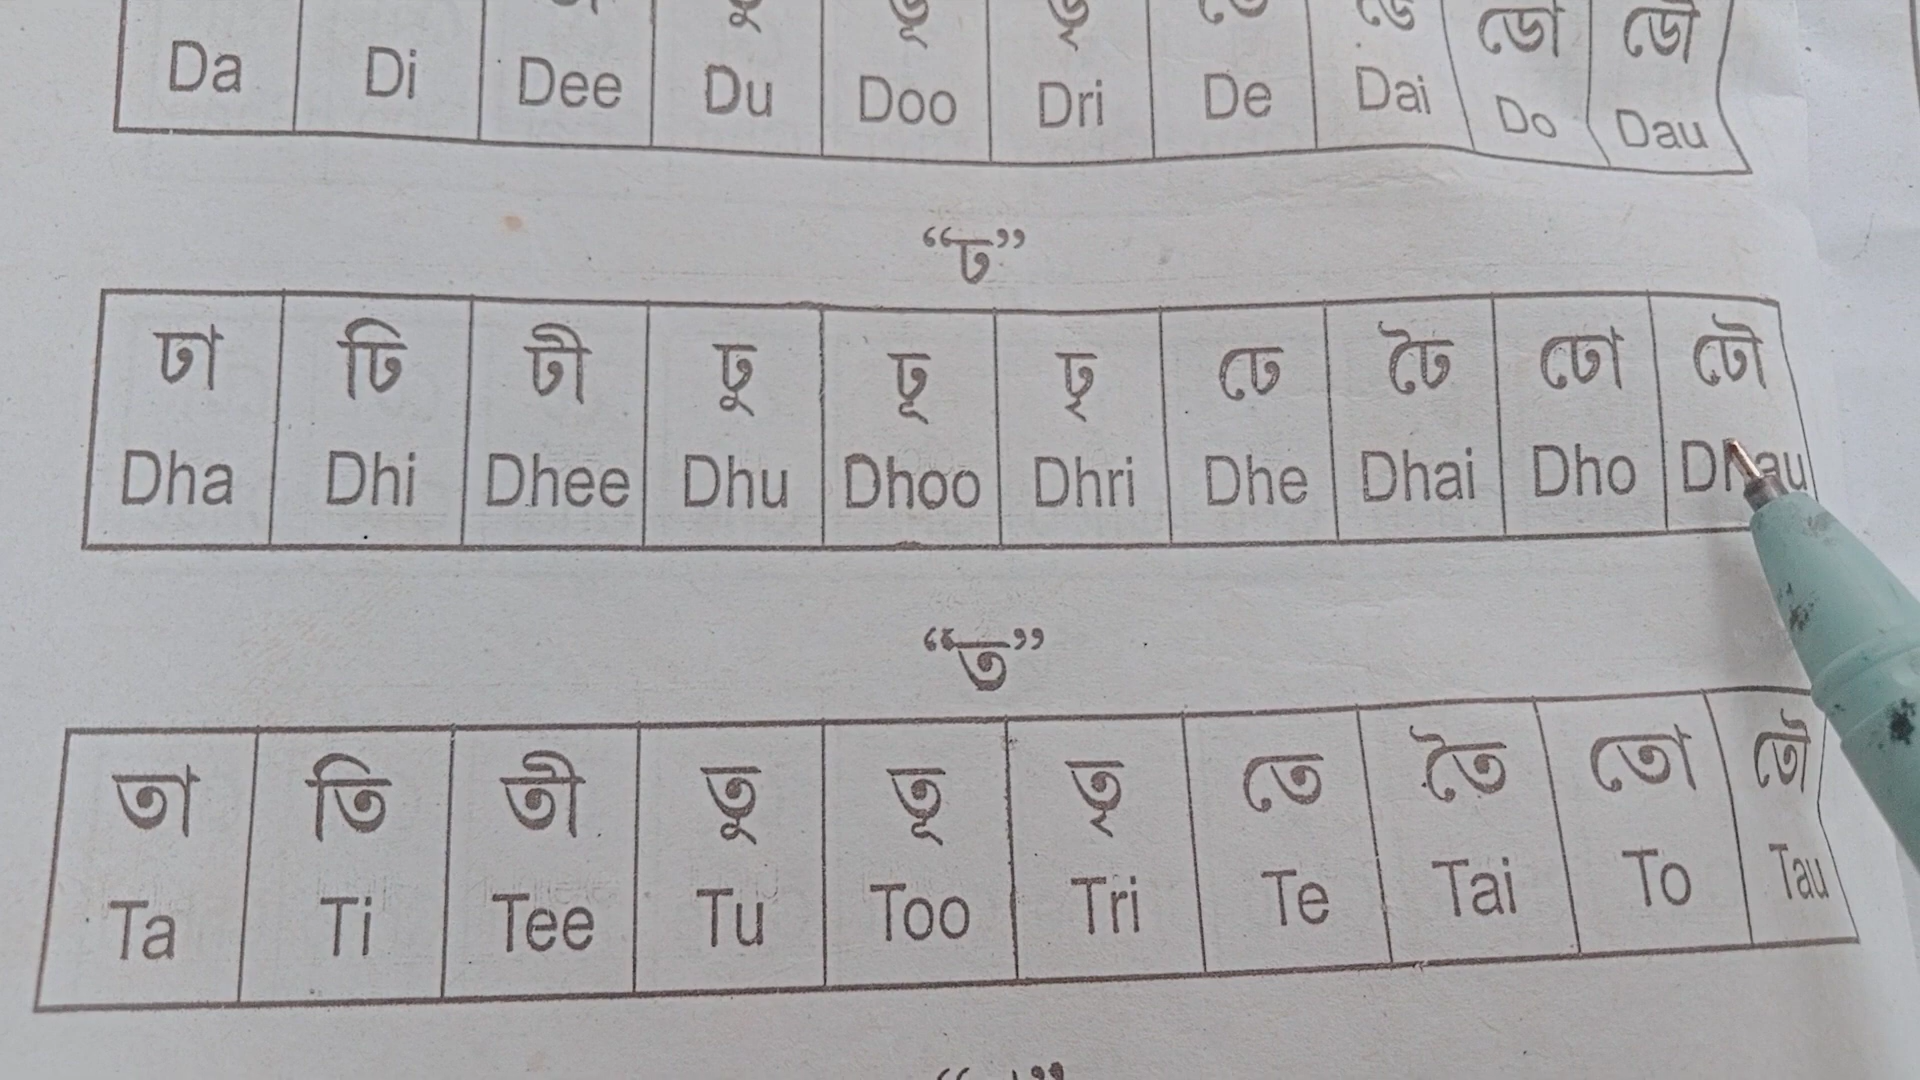 ডো ডৌ
Da Di Dee Du Doo Dri De Dai Do Dau
“ঢ”
ঢা ঢি ঢী ঢু ঢূ ঢৃ ঢে ঢৈ ঢো ঢৌ
Dha Dhi Dhee Dhu Dhoo Dhri Dhe Dhai Dho Dhau
“ত”
তা তি তী তু তূ তৃ তে তৈ তো তৌ
Ta Ti Tee Tu Too Tri Te Tai To Tau